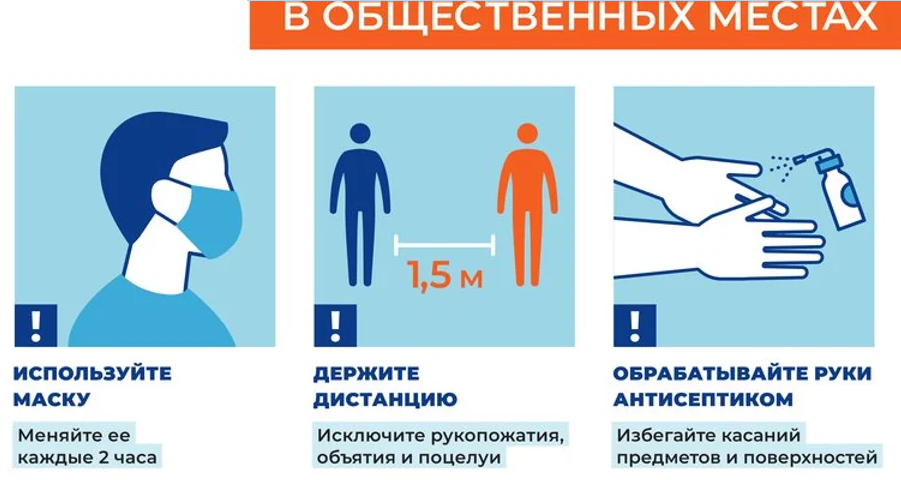 В ОБЩЕСТВЕННЫХ МЕСТАХ
1,5 м
!
!
!
ИСПОЛЬЗУЙТЕ
МАСКУ
Меняйте ее
каждые 2 часа
ДЕРЖИТЕ
ДИСТАНЦИЮ
Исключите рукопожатия,
объятия и поцелуи
ОБРАБАТЫВАЙТЕ РУКИ
АНТИСЕПТИКОМ
Избегайте касаний
предметов и поверхностей